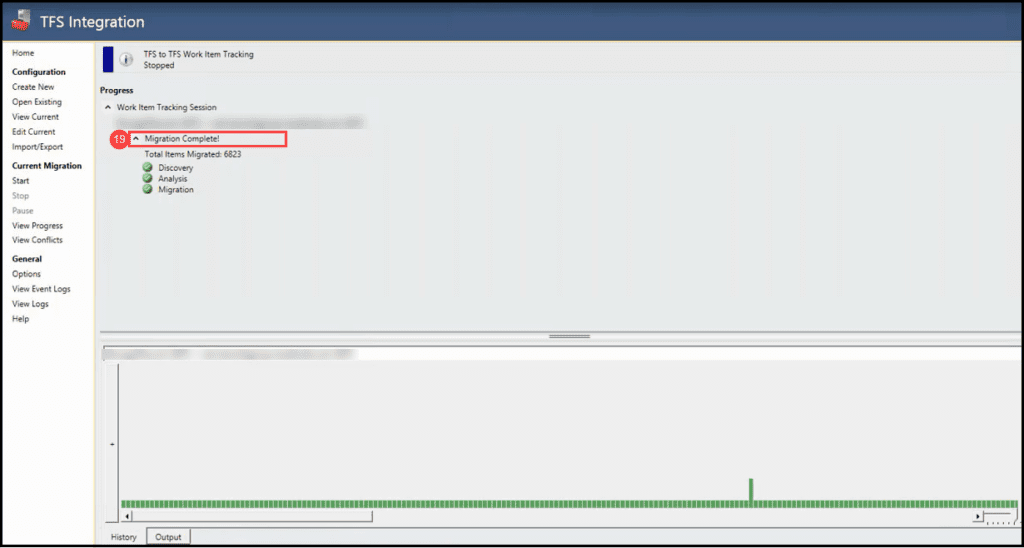 TFS Integration
Home
Configuration
Create New
Open Existing
View Current
Edit Current
Import/Export
Current Migration
Start
Stop
Pause
View Progress
View Conflicts
General
Options
View Event Logs
View Logs
Help
TFS to TFS Work Item Tracking
Stopped
Progress
Work Item Tracking Session
19 Migration Complete!
Total Items Migrated: 6823
Discovery
Analysis
Migration
+
History Output